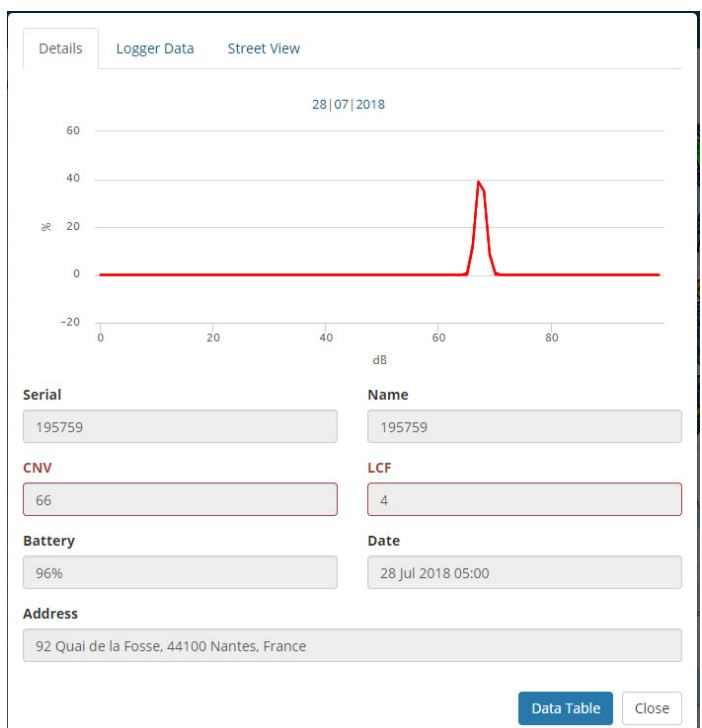 Details Logger Data Street View
28|07|2018
60
40
20
0
-20
%
0 20 40 60 80
dB
Serial Name
195759 195759
CNV LCF
66 4
Battery Date
96% 28 Jul 2018 05:00
Address
92 Quai de la Fosse, 44100 Nantes, France
Data Table Close